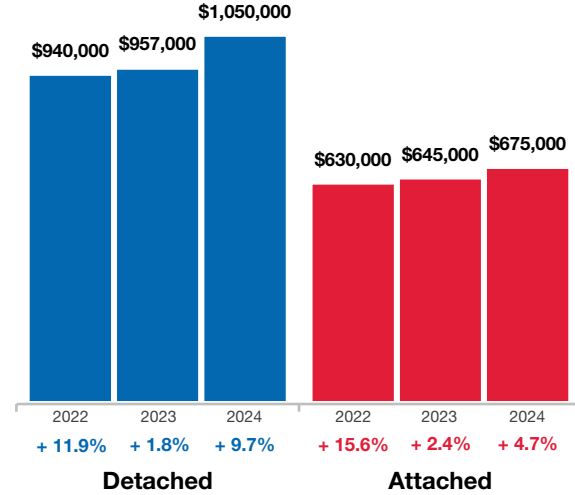 $940,000 $957,000 $1,050,000 $630,000 $645,000 $675,000
2022 2023 2024 2022 2023 2024
+ 11.9% + 1.8% + 9.7% + 15.6% + 2.4% + 4.7%
Detached Attached